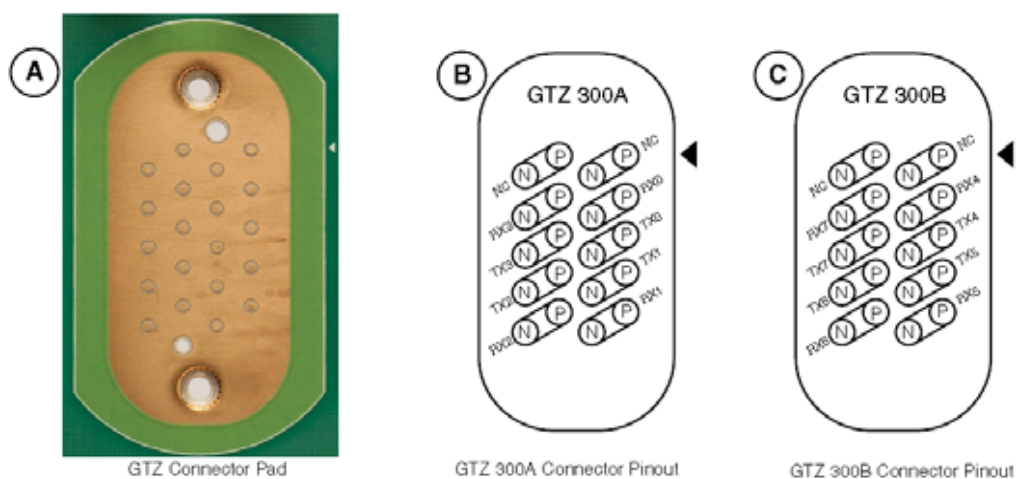 A
B
C
GTZ 300A
GTZ 300B
P
P
NC
N
N
NC
P
P
RX0
N
N
RX3
P
P
TX0
N
N
TX3
P
P
TX1
N
N
TX2
P
P
RX1
N
N
RX2
P
P
NC
N
N
NC
P
P
RX4
N
N
RX7
P
P
TX4
N
N
TX7
P
P
TX5
N
N
TX6
P
P
RX5
N
N
RX6
GTZ Connector Pad
GTZ 300A Connector Pinout
GTZ 300B Connector Pinout